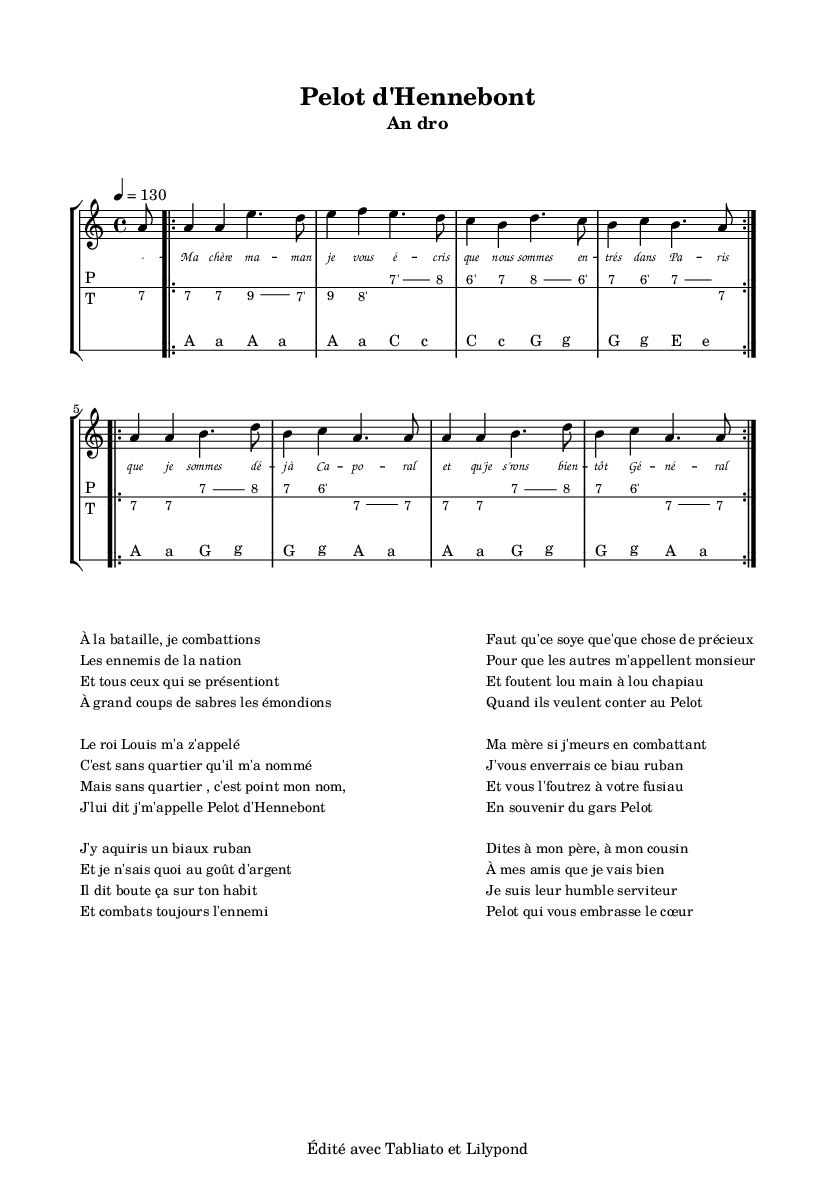 Pelot d'Hennebont
An dro
= 130
- Ma chère ma - man je vous é - cris que nous sommes en - trés dans Pa - ris
P 7' 8 6' 7 8 6' 7 6' 7
T 7 7 7 9 7' 9 8' 7
A a A a A a C c C c G g G g E e
5
que je sommes dé - jà Ca - po - ral et qu'je s'rons bien - tôt Gé - né - ral
P 7 8 7 6' 7 8 7 6'
T 7 7 7 7 7 7 7 7
A a G g G g A a A a G g G g A a
À la bataille, je combattions
Les ennemis de la nation
Et tous ceux qui se présentiont
À grand coups de sabres les émondions
Le roi Louis m'a z'appelé
C'est sans quartier qu'il m'a nommé
Mais sans quartier , c'est point mon nom,
J'lui dit j'm'appelle Pelot d'Hennebont
J'y aquiris un biaux ruban
Et je n'sais quoi au goût d'argent
Il dit boute ça sur ton habit
Et combats toujours l'ennemi
Faut qu'ce soye que'que chose de précieux
Pour que les autres m'appellent monsieur
Et foutent lou main à lou chapiau
Quand ils veulent conter au Pelot
Ma mère si j'meurs en combattant
J'vous enverrais ce biau ruban
Et vous l'foutrez à votre fusiau
En souvenir du gars Pelot
Dites à mon père, à mon cousin
À mes amis que je vais bien
Je suis leur humble serviteur
Pelot qui vous embrasse le cœur
Édité avec Tabliato et Lilypond